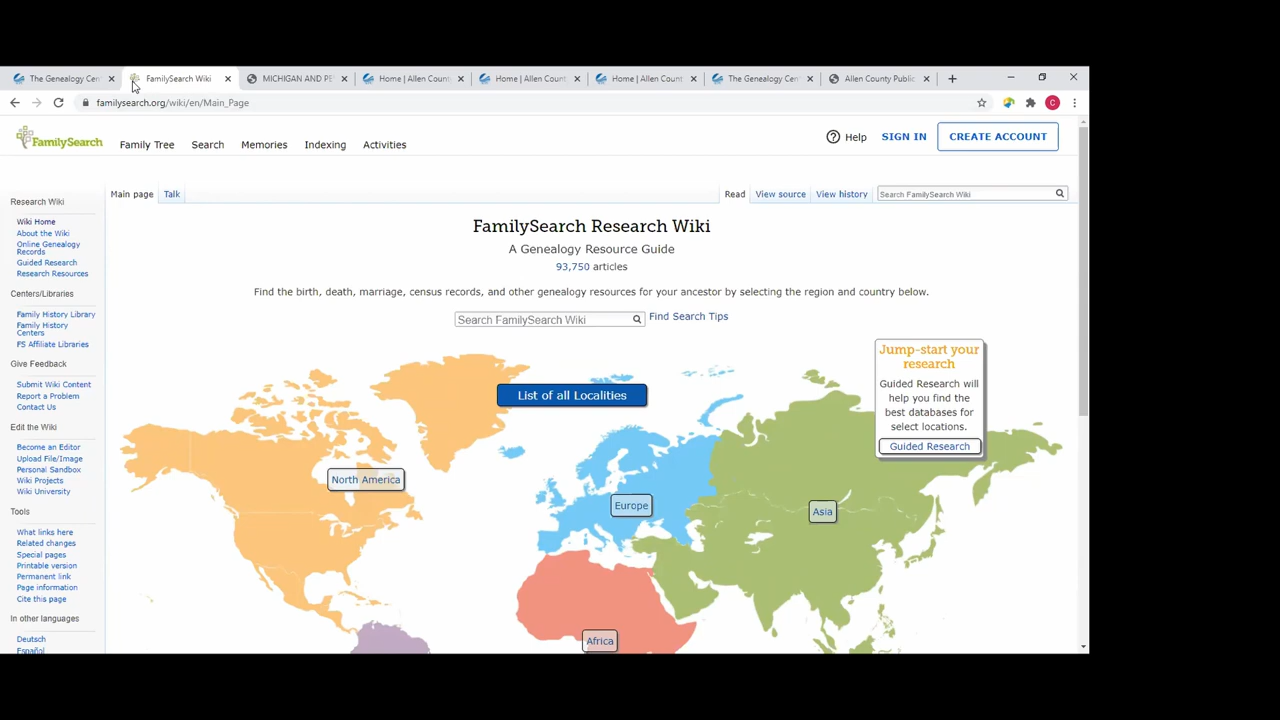 The Genealogy Cen
FamilySearch Wiki
MICHIGAN AND PE
Home | Allen Count
Home | Allen Count
Home | Allen Count
The Genealogy Cen
Allen County Public
familysearch.org/wiki/en/Main_Page
C
FamilySearch
Family Tree
Search
Memories
Indexing
Activities
Help
SIGN IN
CREATE ACCOUNT
Research Wiki
Wiki Home
About the Wiki
Online Genealogy
Records
Guided Research
Research Resources
Centers/Libraries
Family History Library
Family History
Centers
FS Affiliate Libraries
Give Feedback
Submit Wiki Content
Report a Problem
Contact Us
Edit the Wiki
Become an Editor
Upload File/Image
Personal Sandbox
Wiki Projects
Wiki University
Tools
What links here
Related changes
Special pages
Printable version
Permanent link
Page information
Cite this page
In other languages
Deutsch
Español
Main page
Talk
Read
View source
View history
Search FamilySearch Wiki
FamilySearch Research Wiki
A Genealogy Resource Guide
93,750 articles
Find the birth, death, marriage, census records, and other genealogy resources for your ancestor by selecting the region and country below.
Search FamilySearch Wiki
Find Search Tips
List of all Localities
North America
Europe
Asia
Africa
Jump-start your
research
Guided Research will
help you find the
best databases for
select locations.
Guided Research